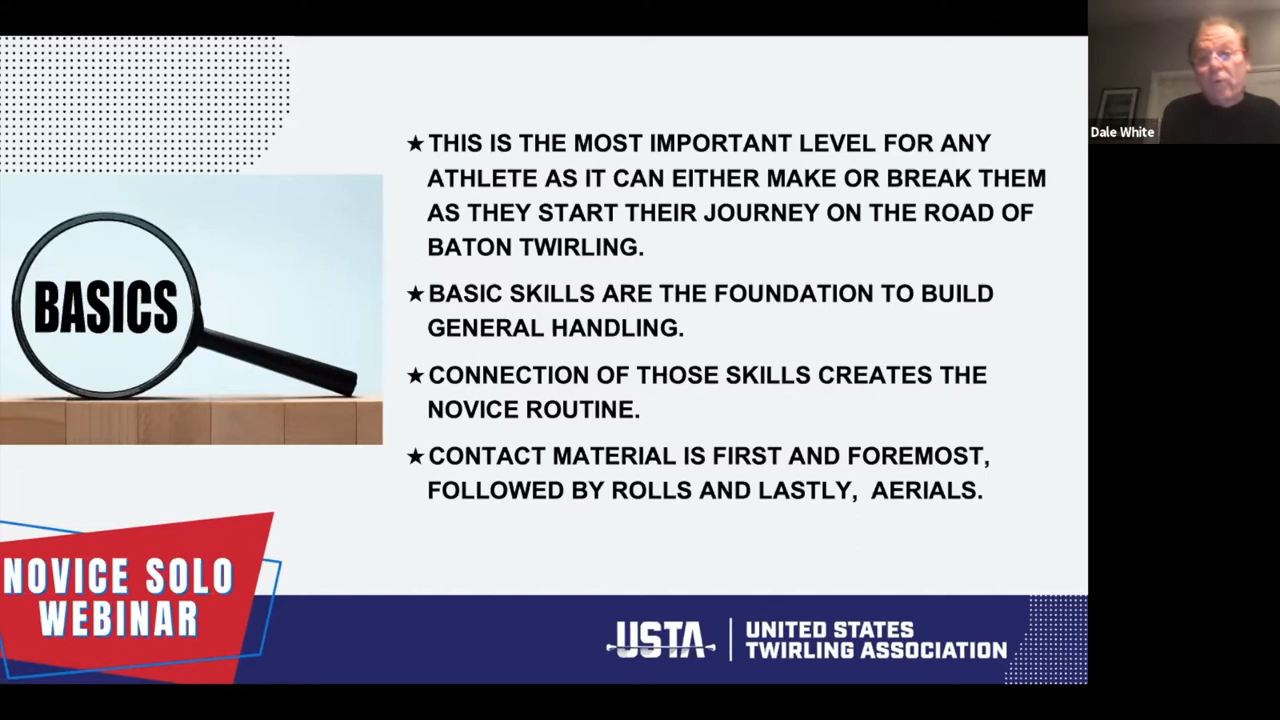 Dale White
★THIS IS THE MOST IMPORTANT LEVEL FOR ANY
ATHLETE AS IT CAN EITHER MAKE OR BREAK THEM
AS THEY START THEIR JOURNEY ON THE ROAD OF
BATON TWIRLING.
★BASIC SKILLS ARE THE FOUNDATION TO BUILD
GENERAL HANDLING.
★CONNECTION OF THOSE SKILLS CREATES THE
NOVICE ROUTINE.
★CONTACT MATERIAL IS FIRST AND FOREMOST,
FOLLOWED BY ROLLS AND LASTLY, AERIALS.
BASICS
NOVICE SOLO
WEBINAR
USTA
UNITED STATES
TWIRLING ASSOCIATION